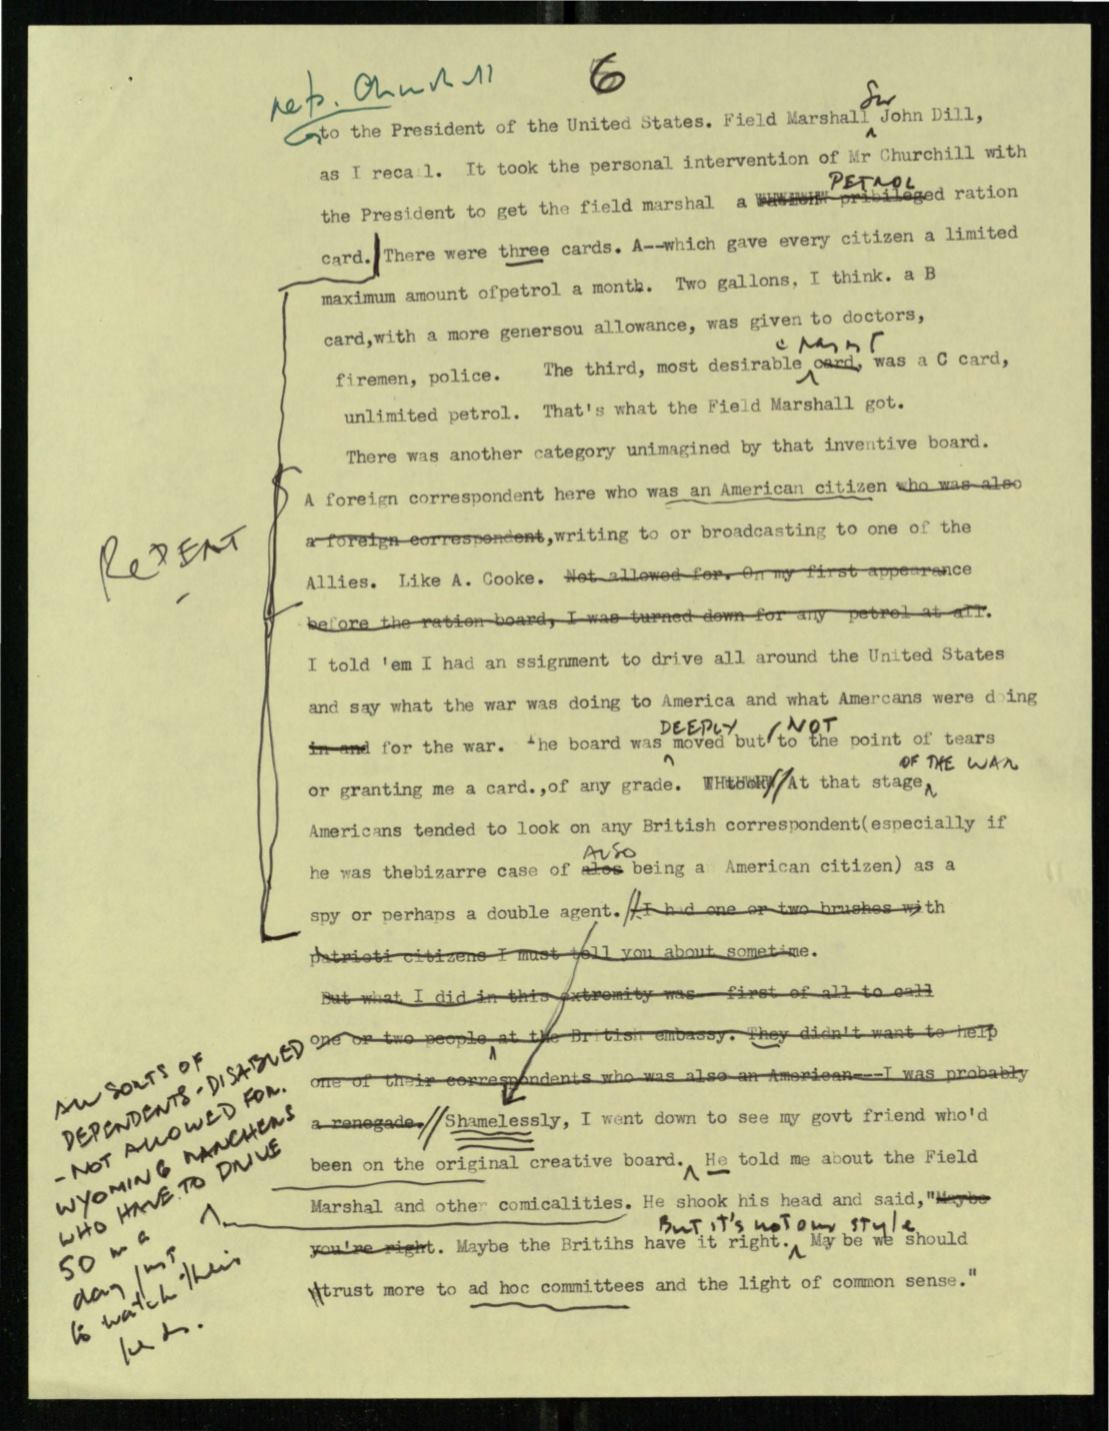 reps. Churchill
6
to the President of the United States. Field Marshall Sir John Dill,
as I recall. It took the personal intervention of Mr Churchill with
PETROL
the President to get the field marshal a pribileged ration
card. There were three cards. A--which gave every citizen a limited
maximum amount ofpetrol a month. Two gallons, I think. a B
card,with a more genersou allowance, was given to doctors,
firemen, police. The third, most desirable card, was a C card,
unlimited petrol. That's what the Field Marshall got.
There was another category unimagined by that inventive board.
A foreign correspondent here who was an American citizen who was also
a foreign correspondent,writing to or broadcasting to one of the
REPEAT
Allies. Like A. Cooke. Not allowed for. On my first appearance
before the ration board, I was turned down for any petrol at all.
I told 'em I had an ssignment to drive all around the United States
and say what the war was doing to America and what Amercans were doing
DEEPLY NOT
in and for the war. The board was moved but to the point of tears
OF THE WAR
or granting me a card.,of any grade. At that stage
Americans tended to look on any British correspondent(especially if
ALSO
he was thebizarre case of alos being a American citizen) as a
spy or perhaps a double agent. //I had one or two brushes with
patrioti citizens I must tell you about sometime.
But what I did in this extremity was first of all to call
one or two people at the British embassy. They didn't want to help
one of their correspondents who was also an American---I was probably
a renegade.//Shamelessly, I went down to see my govt friend who'd
been on the original creative board. He told me about the Field
Marshal and other comicalities. He shook his head and said,"Maybe
But it's not our style
you're right. Maybe the Britihs have it right. May be we should
trust more to ad hoc committees and the light of common sense."
ALL SORTS OF
DEPENDENTS-DISABLED
- NOT ALLOWED FOR.
WYOMING RANCHERS
WHO HAVE TO DRIVE
50 m a
day just
to watch their
herds.